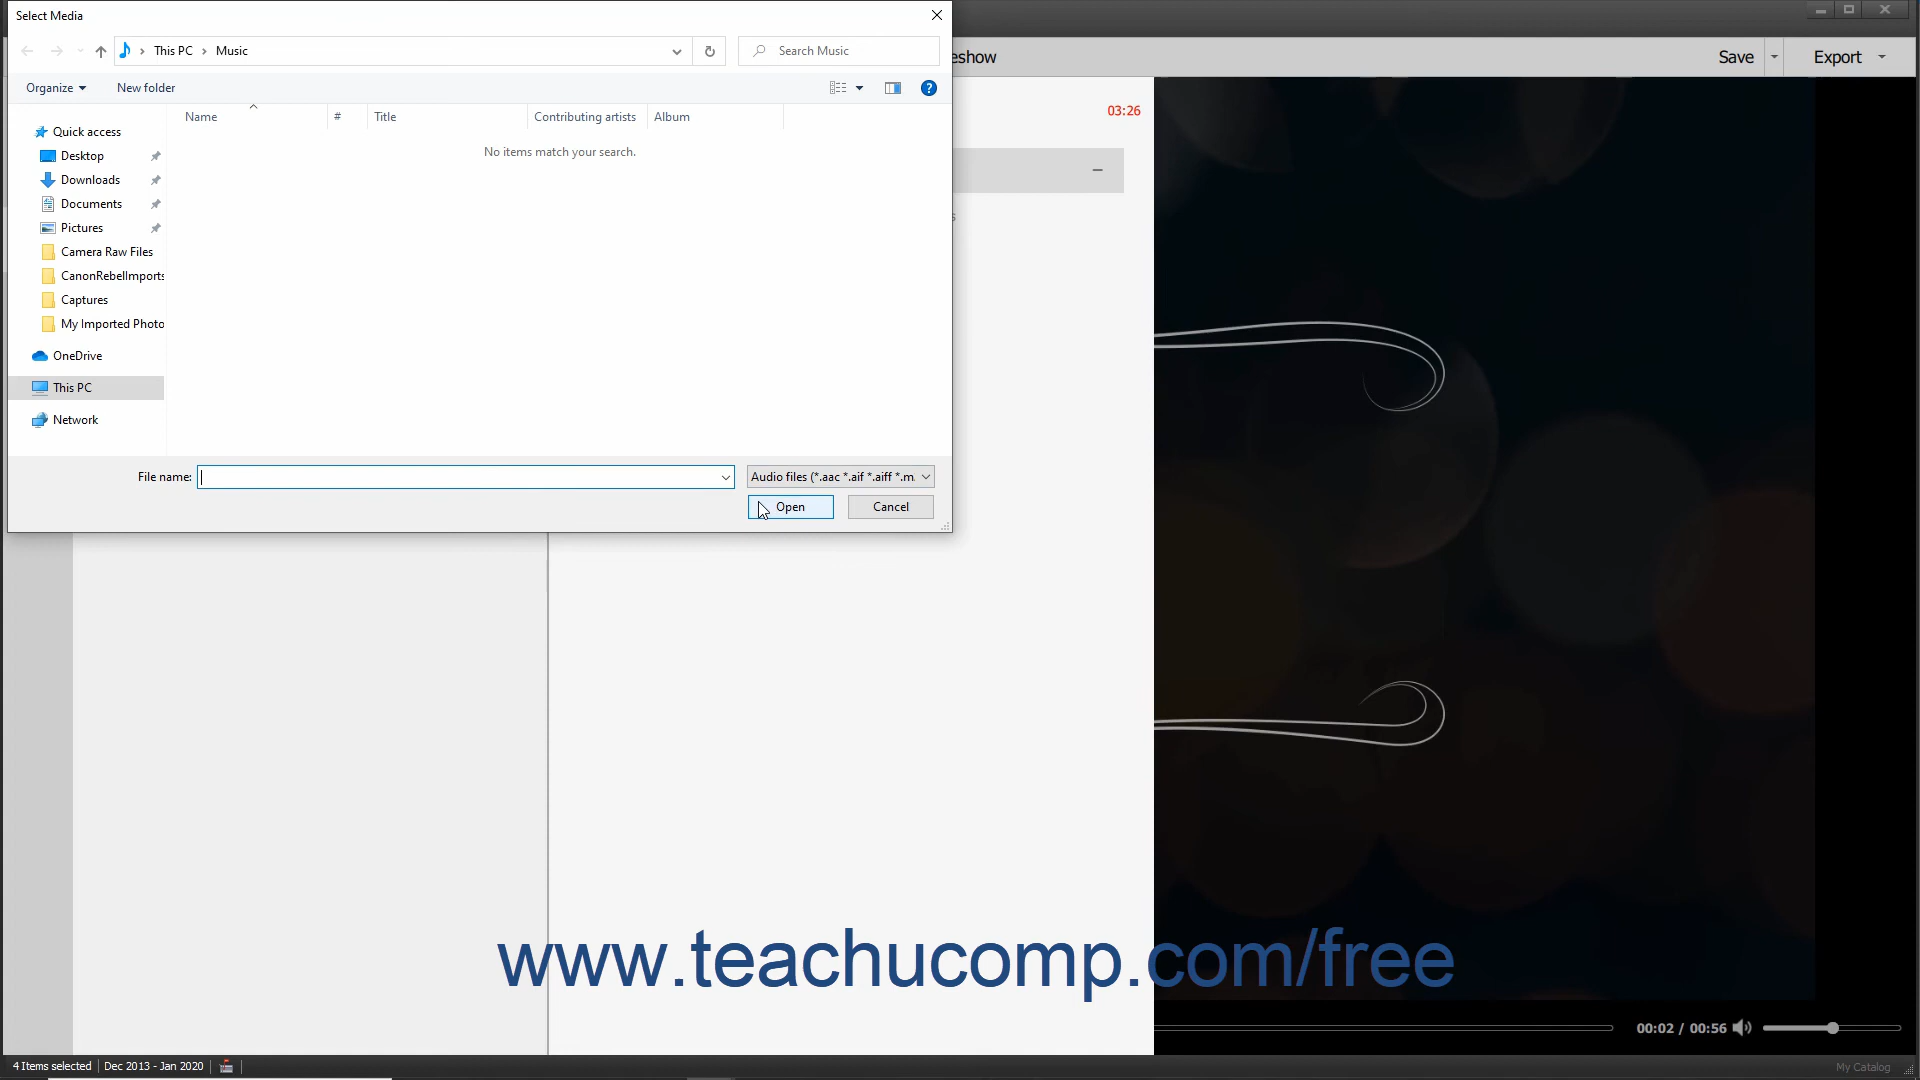 Select Media
This PC
Music
Search Music
Organize
New folder
Name
#
Title
Contributing artists
Album
No items match your search.
Quick access
Desktop
Downloads
Documents
Pictures
Camera Raw Files
CanonRebelImports
Captures
My Imported Photo
OneDrive
This PC
Network
File name:
Audio files (*.aac *.aif *.aiff *.m
Open
Cancel
eshow
Save
Export
03:26
s
www.teachucomp.com/free
00:02 / 00:56
4 Items selected
Dec 2013 - Jan 2020
My Catalog